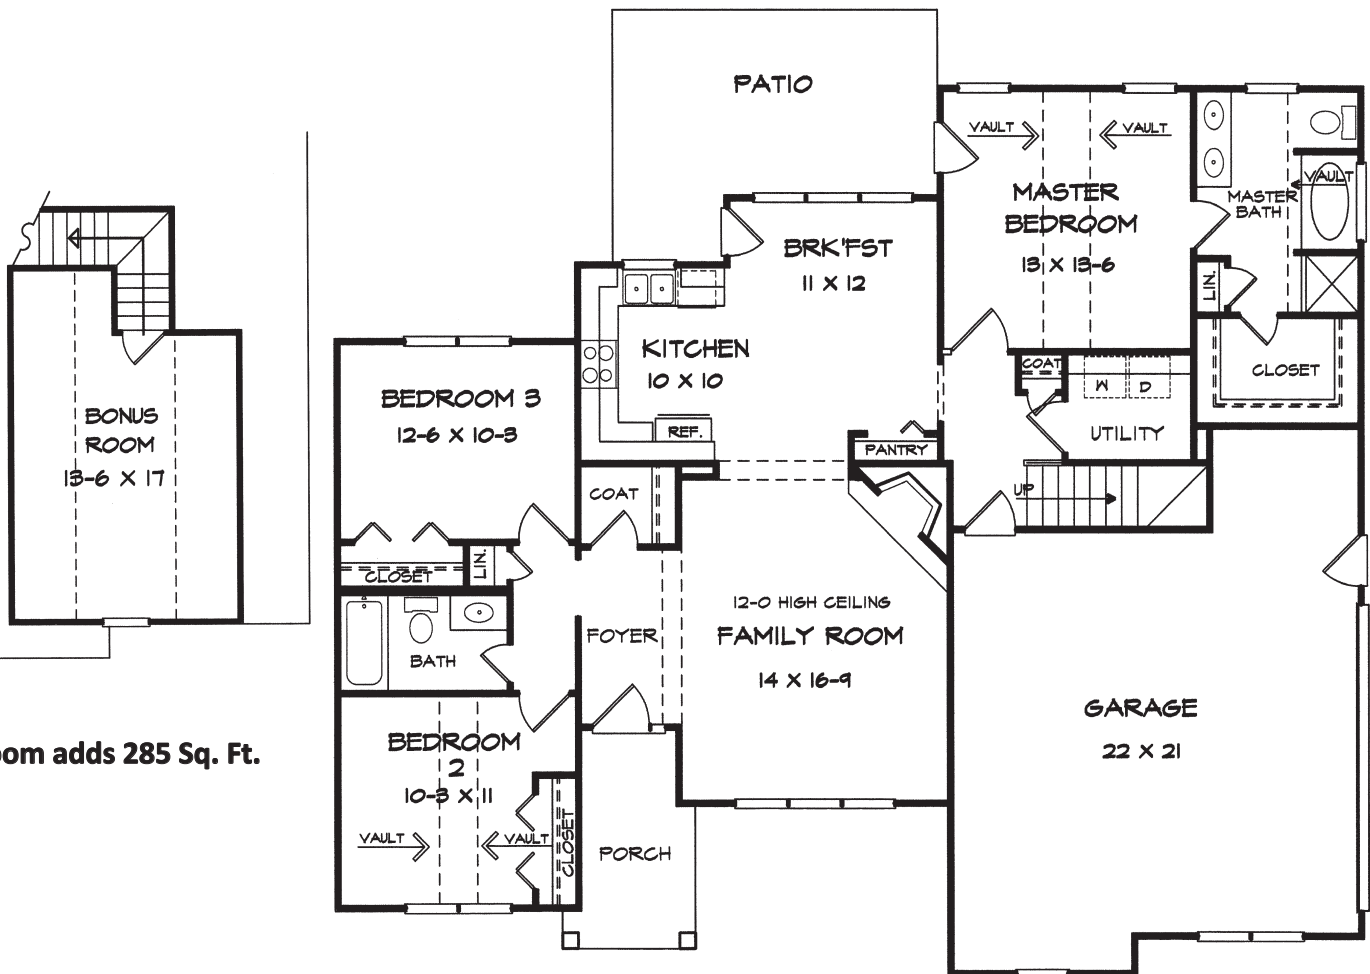 PATIO
VAULT
VAULT
MASTER
BEDROOM
13 X 13-6
VAULT
MASTER
BATH
LIN.
CLOSET
BRK'FST
11 X 12
KITCHEN
10 X 10
REF.
PANTRY
COAT
W D
UTILITY
UP
BONUS
ROOM
13-6 X 17
oom adds 285 Sq. Ft.
BEDROOM 3
12-6 X 10-3
CLOSET
LIN.
COAT
BATH
FOYER
12-0 HIGH CEILING
FAMILY ROOM
14 X 16-9
BEDROOM
2
10-3 X 11
VAULT
VAULT
CLOSET
PORCH
GARAGE
22 X 21